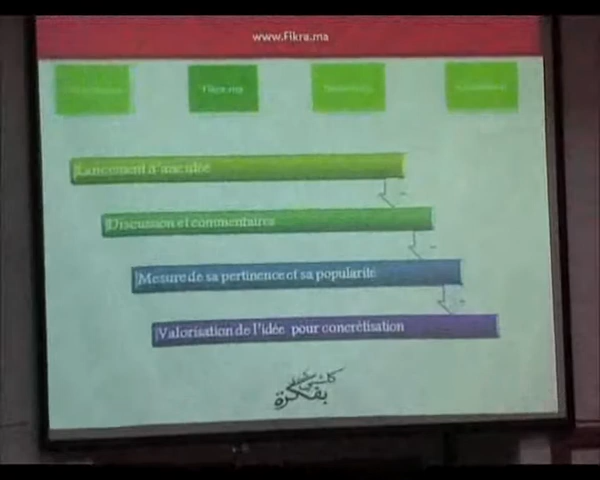 www.Fikra.ma
Fikra.ma
Lancement d'une idée
Discussion et commentaires
Mesure de sa pertinence et sa popularité
Valorisation de l'idée pour concrétisation
بفكرة